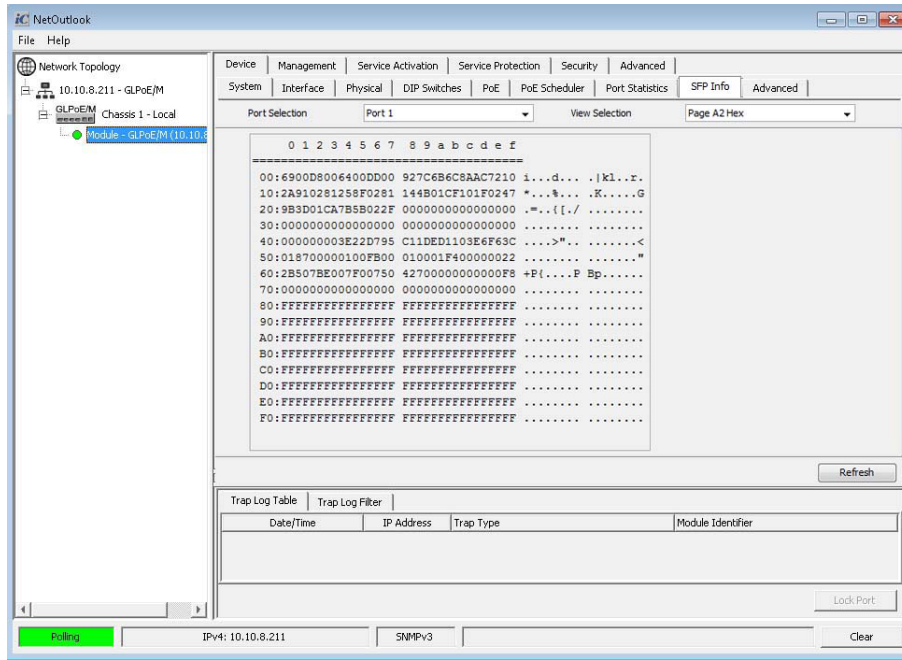 iC NetOutlook
File Help
Network Topology
10.10.8.211 - GLPoE/M
GLPoE/M Chassis 1 - Local
Module - GLPoE/M (10.10.8
Device Management Service Activation Service Protection Security Advanced
System Interface Physical DIP Switches PoE PoE Scheduler Port Statistics SFP Info Advanced
Port Selection Port 1 View Selection Page A2 Hex
0 1 2 3 4 5 6 7 8 9 a b c d e f
==================================
00:6900D8006400DD00 927C6B6C8AAC7210 i...d... .|kl..r.
10:2A910281258F0281 144B01CF101F0247 *...%... .K.....G
20:9B3D01CA7B5B022F 0000000000000000 .=..{[./ ........
30:0000000000000000 0000000000000000 ........ ........
40:000000003E22D795 C11DED1103E6F63C ....>".. .......<
50:018700000100FB00 010001F400000022 ........ ......."
60:2B507BE007F00750 42700000000000F8 +P{....P Bp......
70:0000000000000000 0000000000000000 ........ ........
80:FFFFFFFFFFFFFFFF FFFFFFFFFFFFFFFF ........ ........
90:FFFFFFFFFFFFFFFF FFFFFFFFFFFFFFFF ........ ........
A0:FFFFFFFFFFFFFFFF FFFFFFFFFFFFFFFF ........ ........
B0:FFFFFFFFFFFFFFFF FFFFFFFFFFFFFFFF ........ ........
C0:FFFFFFFFFFFFFFFF FFFFFFFFFFFFFFFF ........ ........
D0:FFFFFFFFFFFFFFFF FFFFFFFFFFFFFFFF ........ ........
E0:FFFFFFFFFFFFFFFF FFFFFFFFFFFFFFFF ........ ........
F0:FFFFFFFFFFFFFFFF FFFFFFFFFFFFFFFF ........ ........
Refresh
Trap Log Table Trap Log Filter
Date/Time IP Address Trap Type Module Identifier
Lock Port
Polling IPv4: 10.10.8.211 SNMPv3 Clear